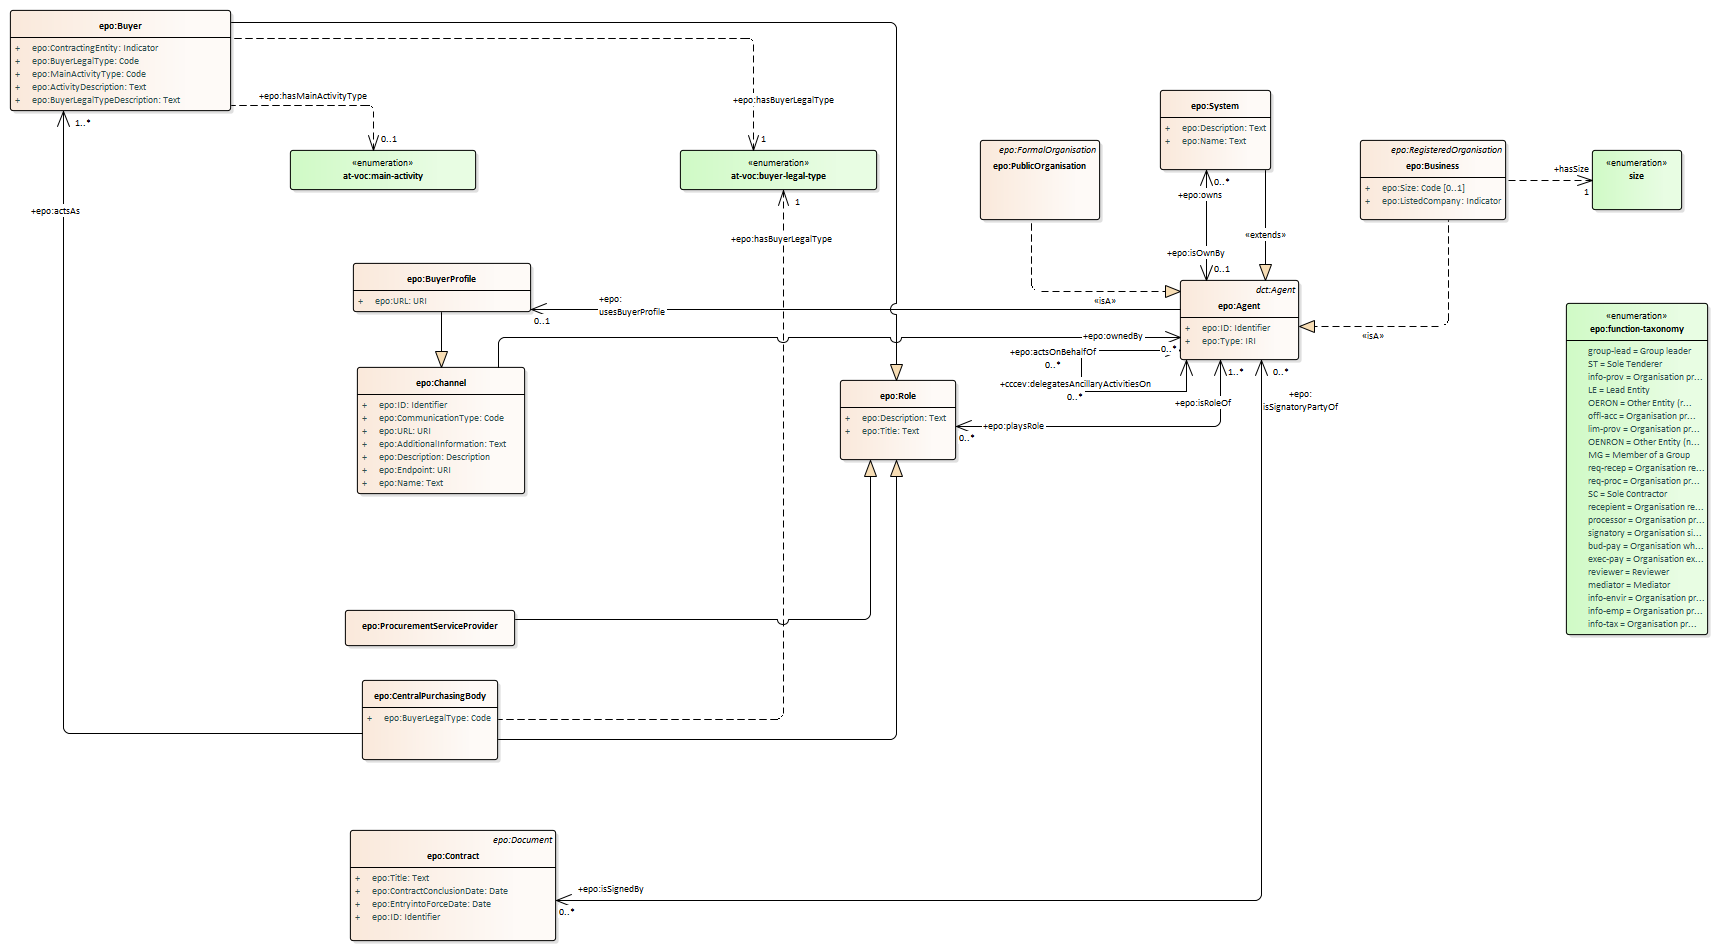 epo:Buyer
+ epo:ContractingEntity: Indicator
+ epo:BuyerLegalType: Code
+ epo:MainActivityType: Code
+ epo:ActivityDescription: Text
+ epo:BuyerLegalTypeDescription: Text
1..*
+epo:hasMainActivityType
0..1
«enumeration»
at-voc:main-activity
+epo:hasBuyerLegalType
1
«enumeration»
at-voc:buyer-legal-type
1
+epo:hasBuyerLegalType
+epo:actsAs
epo:System
+ epo:Description: Text
+ epo:Name: Text
0..*
+epo:owns
«extends»
+epo:isOwnBy
0..1
epo:FormalOrganisation
epo:PublicOrganisation
«isA»
epo:RegisteredOrganisation
epo:Business
+ epo:Size: Code [0..1]
+ epo:ListedCompany: Indicator
+hasSize
1
«enumeration»
size
«isA»
dct:Agent
epo:Agent
+ epo:ID: Identifier
+ epo:Type: IRI
epo:BuyerProfile
+ epo:URL: URI
0..1
+epo:
usesBuyerProfile
+epo:ownedBy
0..*
+epo:actsOnBehalfOf
0..*
+cccev:delegatesAncillaryActivitiesOn
0..*
1..*
+epo:isRoleOf
0..*
+epo:
isSignatoryPartyOf
epo:Channel
+ epo:ID: Identifier
+ epo:CommunicationType: Code
+ epo:URL: URI
+ epo:AdditionalInformation: Text
+ epo:Description: Description
+ epo:Endpoint: URI
+ epo:Name: Text
epo:Role
+ epo:Description: Text
+ epo:Title: Text
+epo:playsRole
0..*
«enumeration»
epo:function-taxonomy
group-lead = Group leader
ST = Sole Tenderer
info-prov = Organisation pr...
LE = Lead Entity
OERON = Other Entity (r...
offl-acc = Organisation pr...
lim-prov = Organisation pr...
OENRON = Other Entity (n...
MG = Member of a Group
req-recep = Organisation re...
req-proc = Organisation pr...
SC = Sole Contractor
recepient = Organisation re...
processor = Organisation pr...
signatory = Organisation si...
bud-pay = Organisation wh...
exec-pay = Organisation ex...
reviewer = Reviewer
mediator = Mediator
info-envir = Organisation pr...
info-emp = Organisation pr...
info-tax = Organisation pr...
epo:ProcurementServiceProvider
epo:CentralPurchasingBody
+ epo:BuyerLegalType: Code
epo:Document
epo:Contract
+ epo:Title: Text
+ epo:ContractConclusionDate: Date
+ epo:EntryintoForceDate: Date
+ epo:ID: Identifier
+epo:isSignedBy
0..*